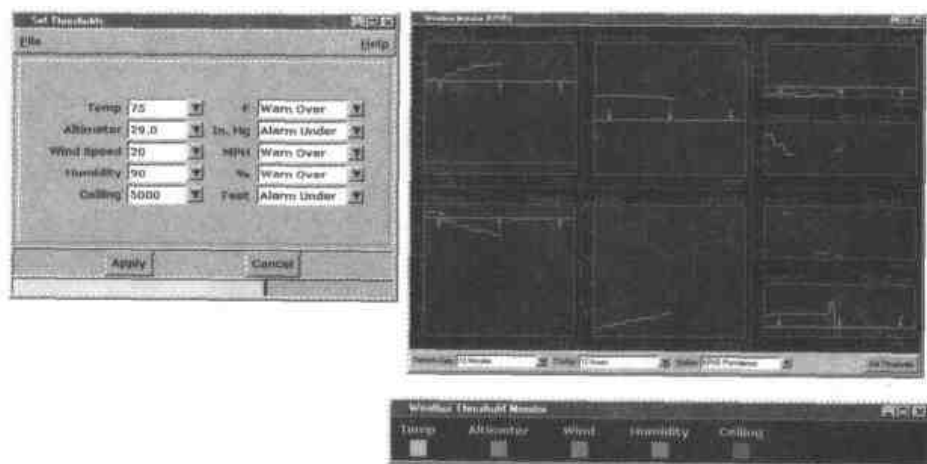 Set Thresholds
File Help
Temp 75 F Warn Over
Altimeter 29.0 In. Hg Alarm Under
Wind Speed 20 MPH Warn Over
Humidity 90 % Warn Over
Ceiling 5000 Feet Alarm Under
Apply Cancel
Weather Monitor
Weather Threshold Monitor
Temp Altimeter Wind Humidity Ceiling